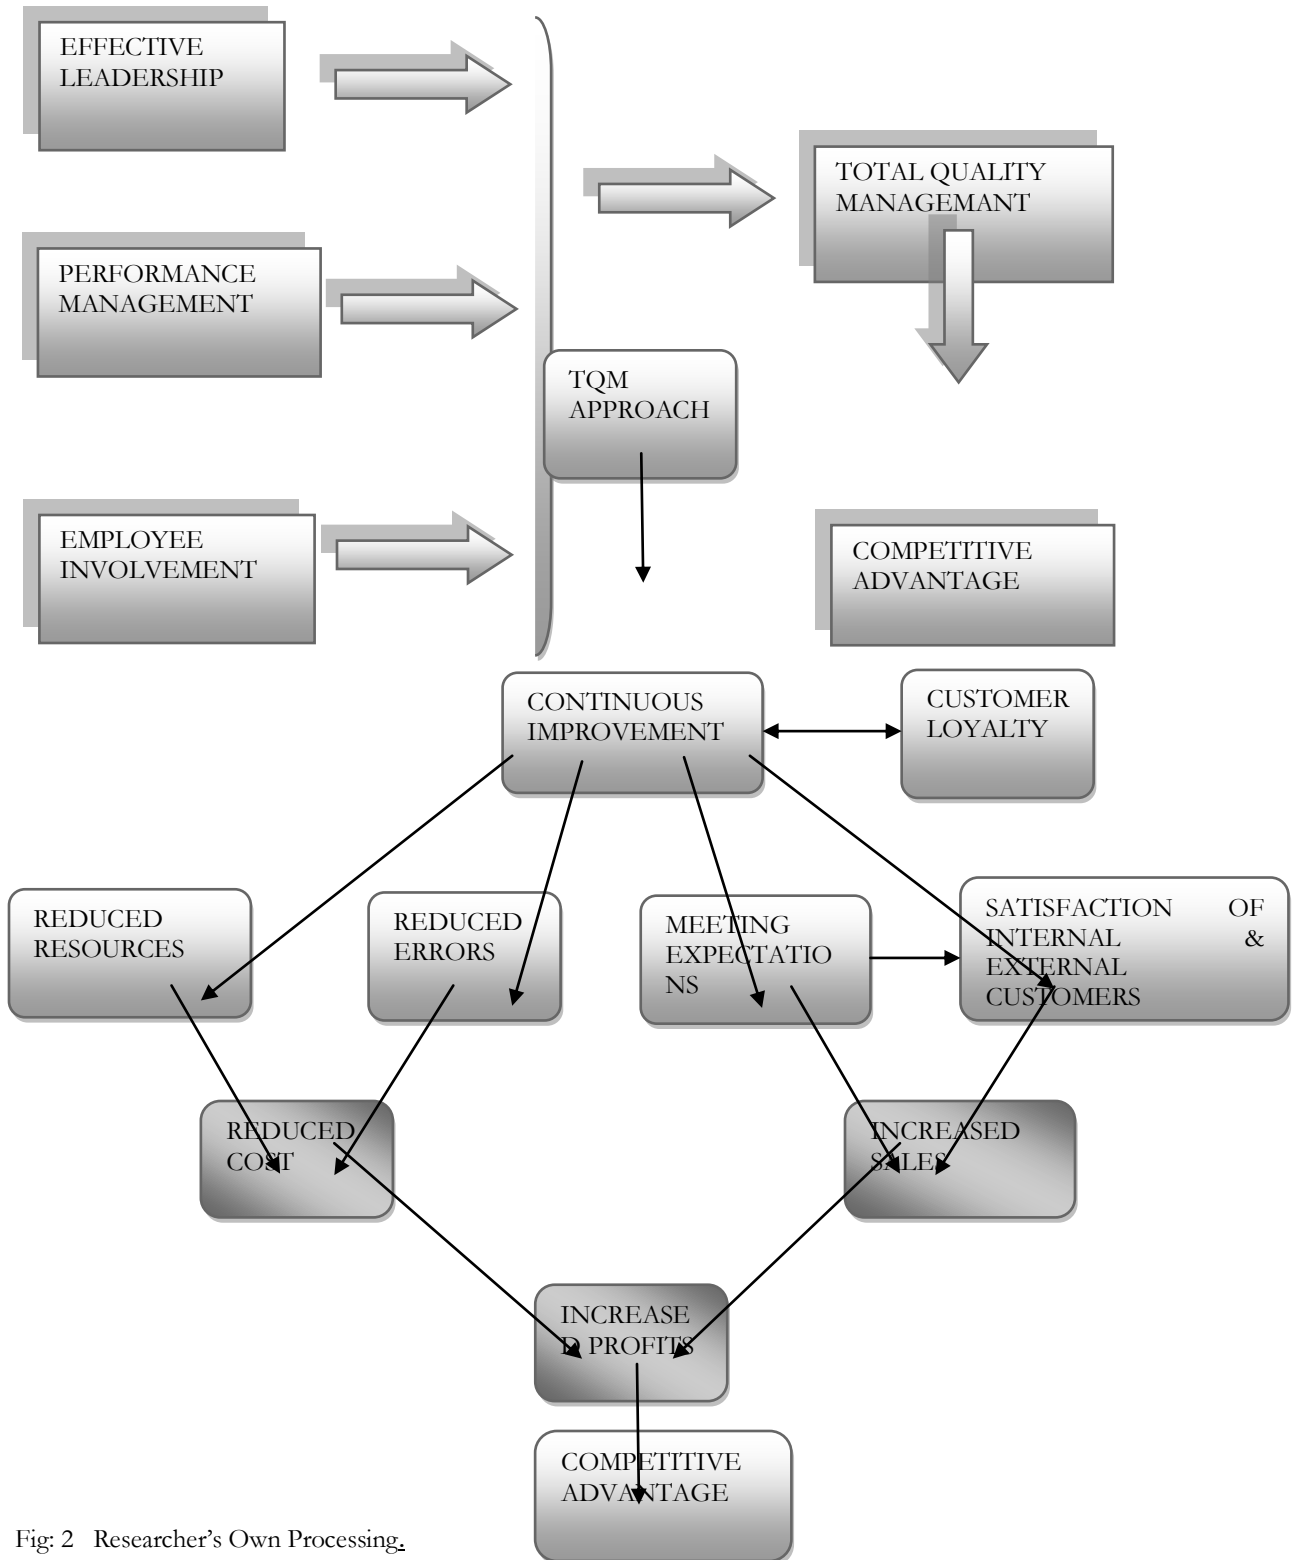 EFFECTIVE
LEADERSHIP
TOTAL QUALITY
MANAGEMANT
PERFORMANCE
MANAGEMENT
TQM
APPROACH
EMPLOYEE
INVOLVEMENT
COMPETITIVE
ADVANTAGE
CONTINUOUS
IMPROVEMENT
CUSTOMER
LOYALTY
REDUCED
RESOURCES
REDUCED
ERRORS
MEETING
EXPECTATIO
NS
SATISFACTION OF
INTERNAL &
EXTERNAL
CUSTOMERS
REDUCED
COST
INCREASED
SALES
INCREASE
D PROFITS
COMPETITIVE
ADVANTAGE
Fig: 2 Researcher’s Own Processing.